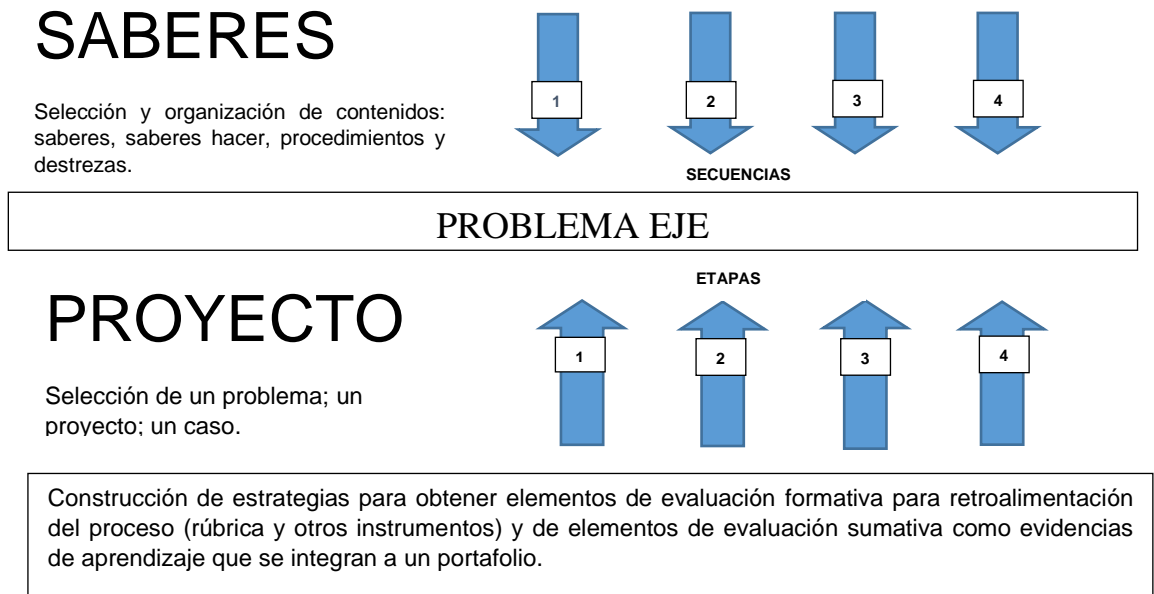 SABERES
Selección y organización de contenidos:
saberes, saberes hacer, procedimientos y
destrezas.
1 2 3 4
SECUENCIAS
PROBLEMA EJE
ETAPAS
PROYECTO
1 2 3 4
Selección de un problema; un
proyecto; un caso.
Construcción de estrategias para obtener elementos de evaluación formativa para retroalimentación
del proceso (rúbrica y otros instrumentos) y de elementos de evaluación sumativa como evidencias
de aprendizaje que se integran a un portafolio.